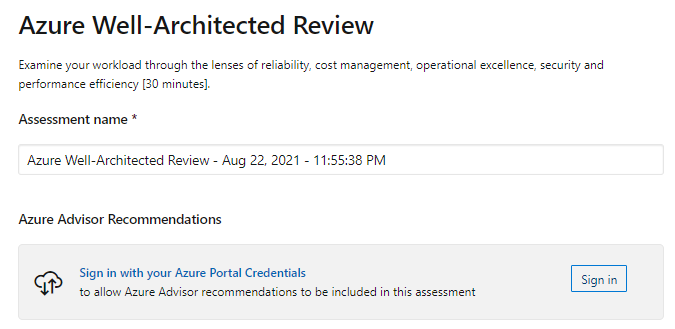 Azure Well-Architected Review
Examine your workload through the lenses of reliability, cost management, operational excellence, security and
performance efficiency [30 minutes].
Assessment name *
Azure Well-Architected Review - Aug 22, 2021 - 11:55:38 PM
Azure Advisor Recommendations
Sign in with your Azure Portal Credentials
to allow Azure Advisor recommendations to be included in this assessment
Sign in